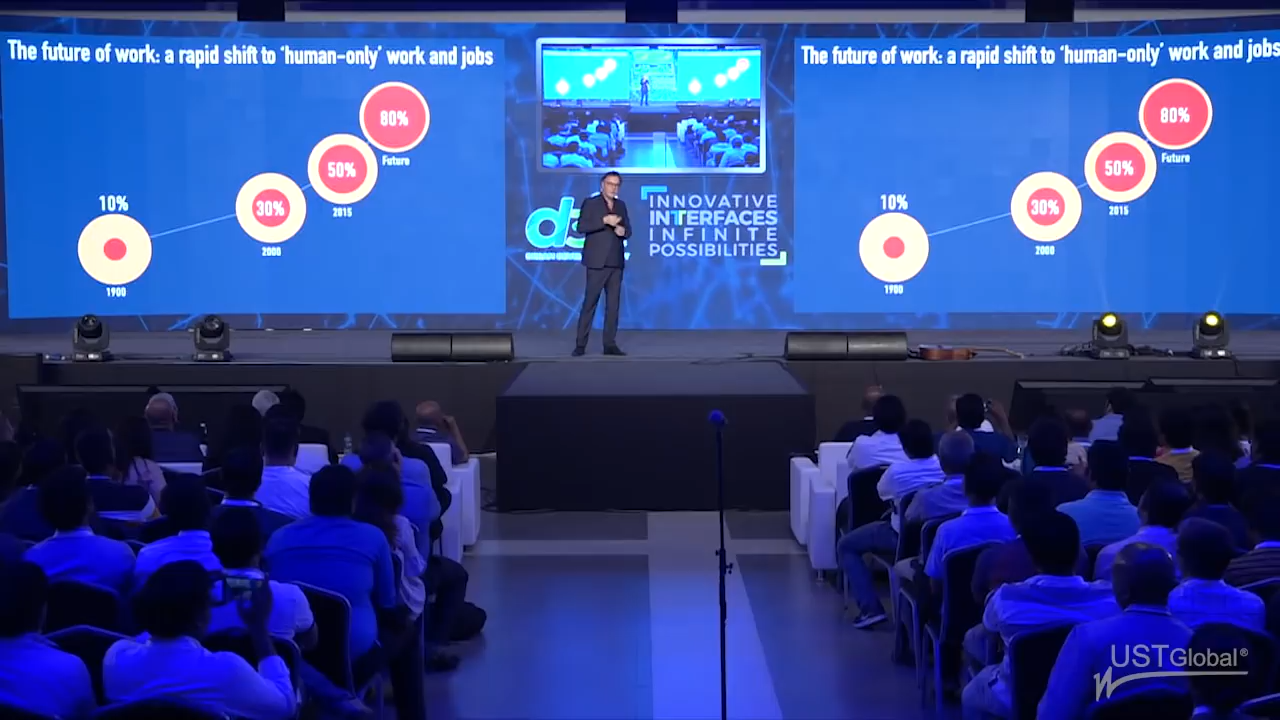 The future of work: a rapid shift to ‘human-only’ work and jobs
80%
Future
50%
2015
30%
2000
10%
1900
The future of work: a rapid shift to ‘human-only’ work and jobs
80%
Future
50%
2015
30%
2000
10%
1900
INNOVATIVE
INTERFACES
INFINITE
POSSIBILITIES
UST Global®